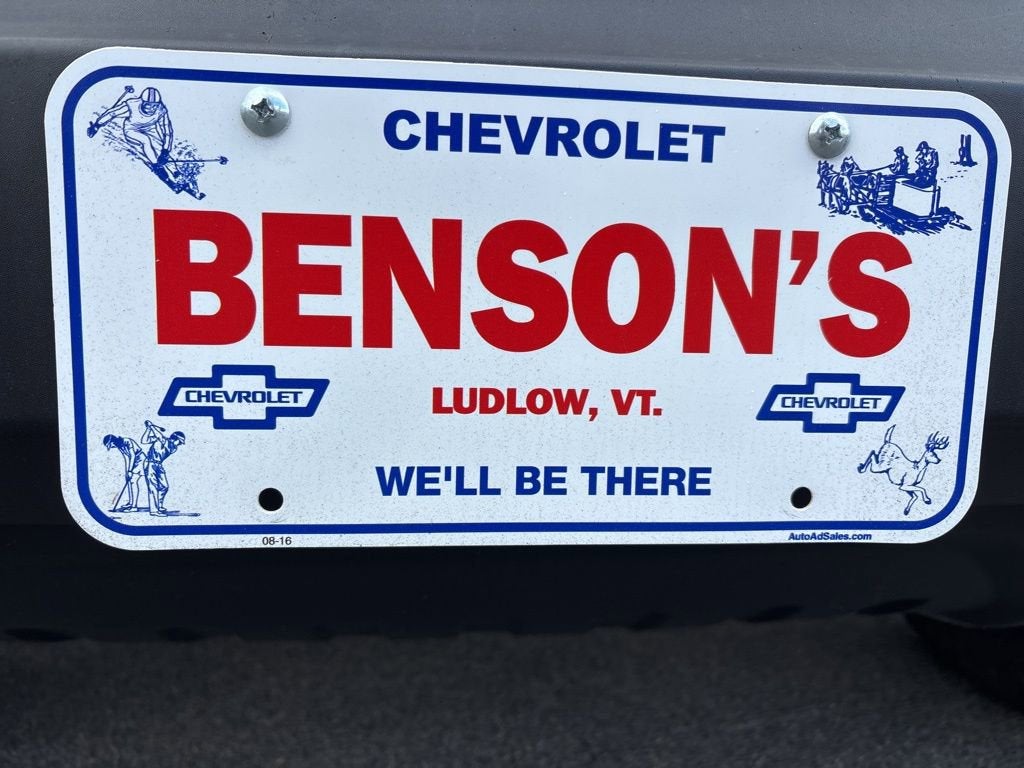 CHEVROLET
BENSON'S
CHEVROLET
LUDLOW, VT.
CHEVROLET
WE'LL BE THERE
08-16
AutoAdSales.com